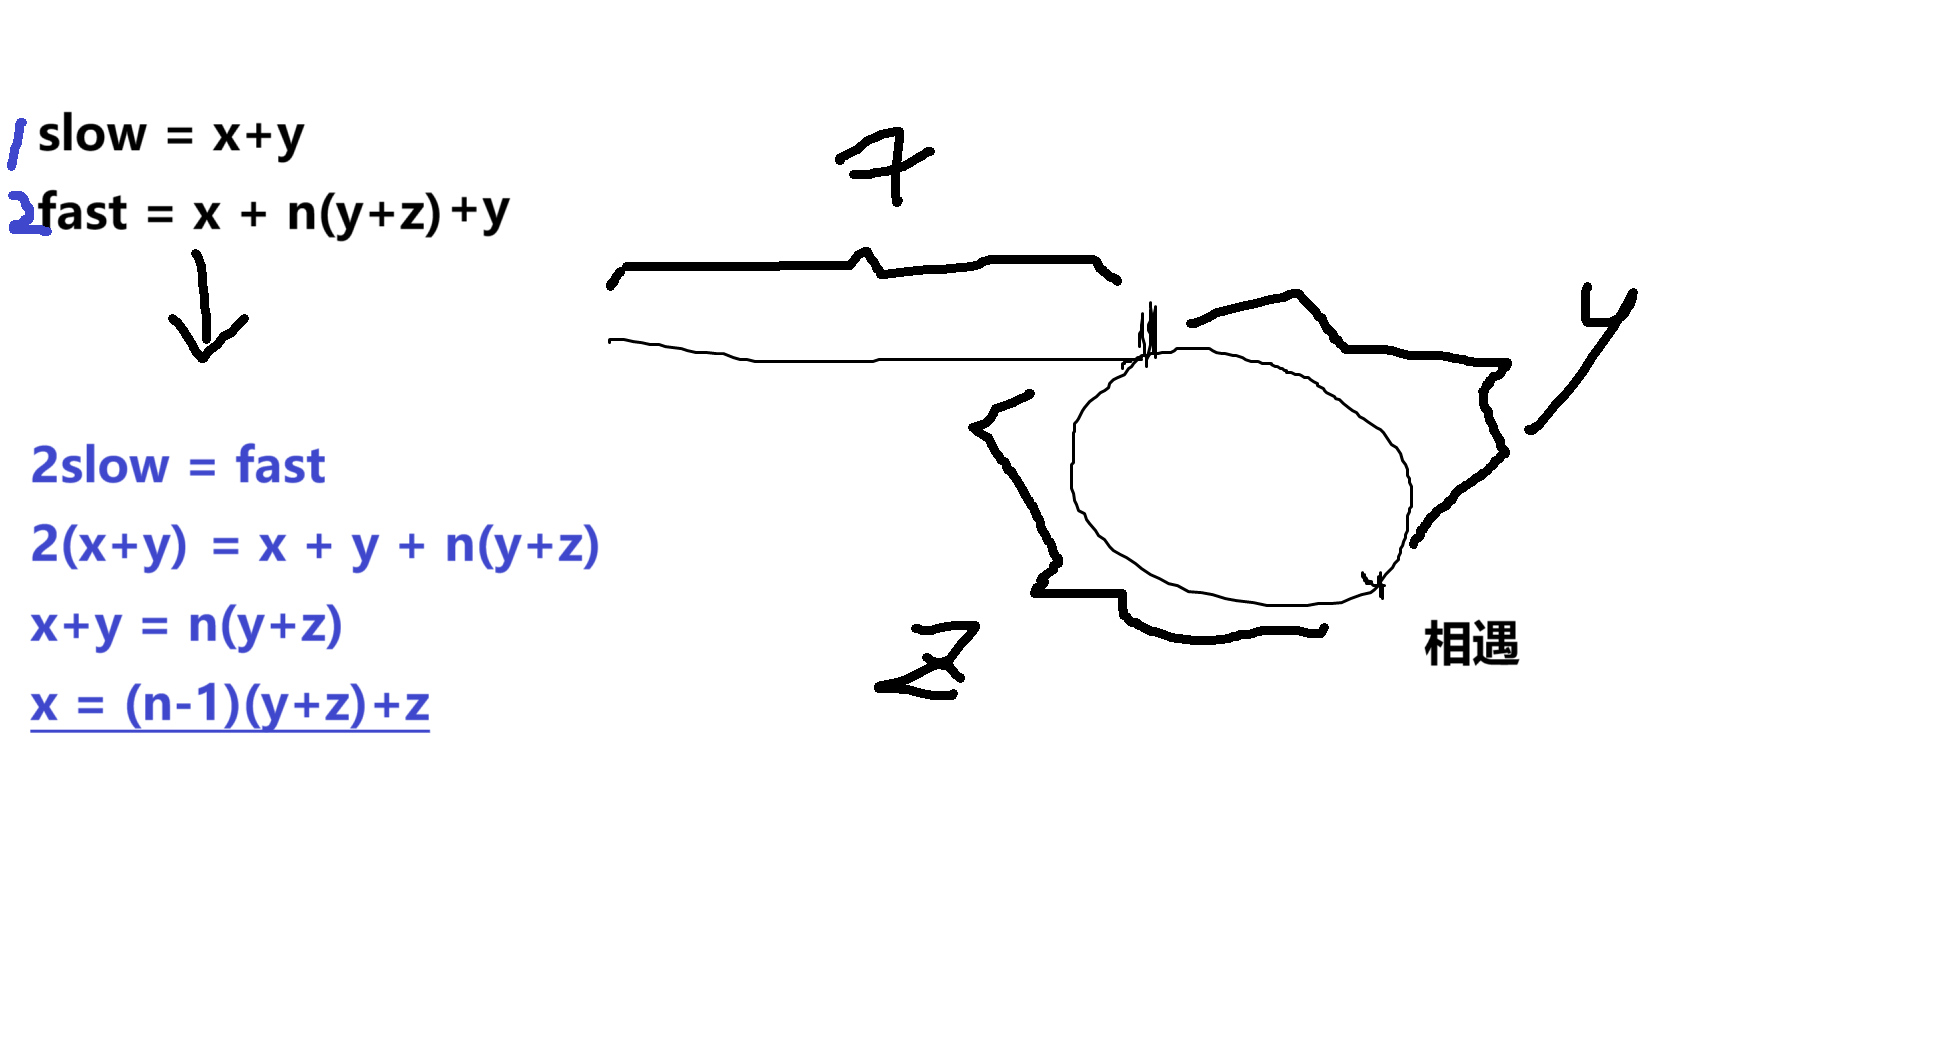 1 slow = x+y
2 fast = x + n(y+z)+y
2slow = fast
2(x+y) = x + y + n(y+z)
x+y = n(y+z)
x = (n-1)(y+z)+z
y
z
相遇